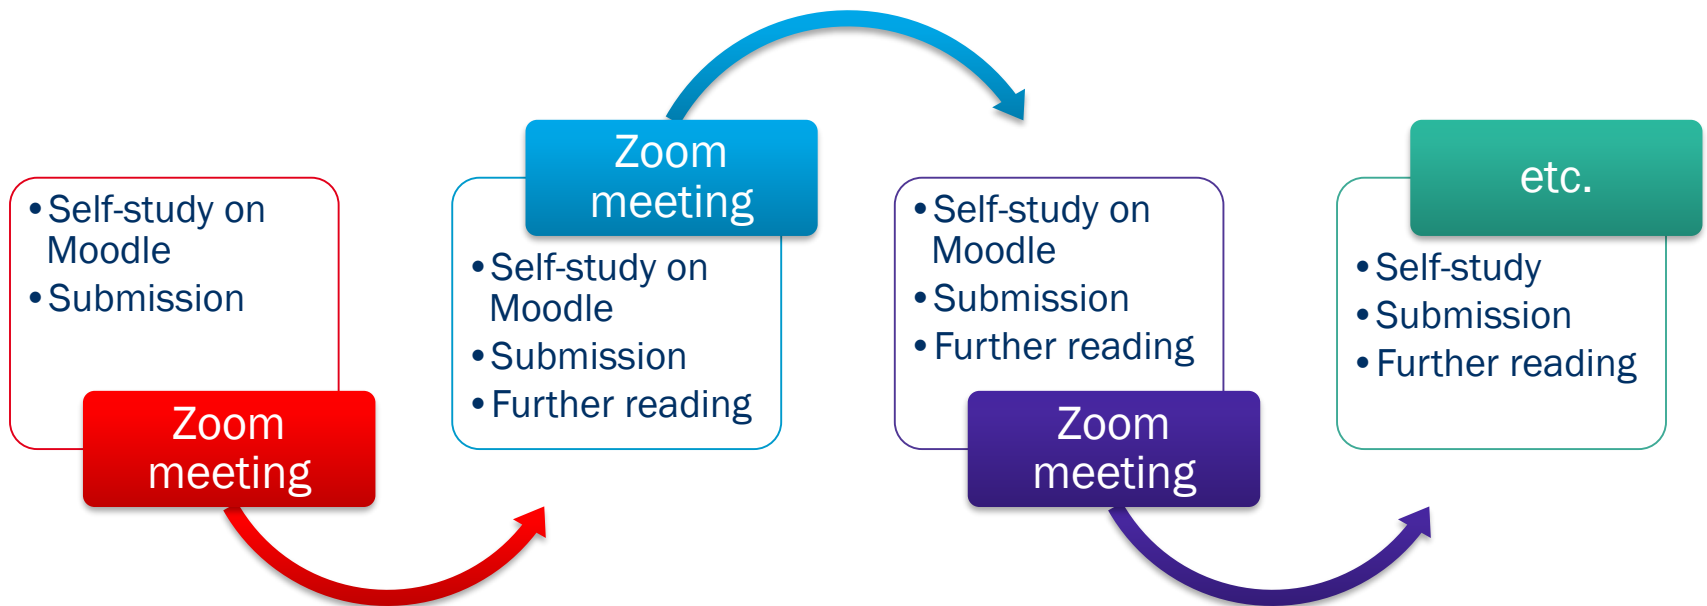 • Self-study on
Moodle
• Submission
Zoom
meeting
Zoom
meeting
• Self-study on
Moodle
• Submission
• Further reading
• Self-study on
Moodle
• Submission
• Further reading
Zoom
meeting
etc.
• Self-study
• Submission
• Further reading